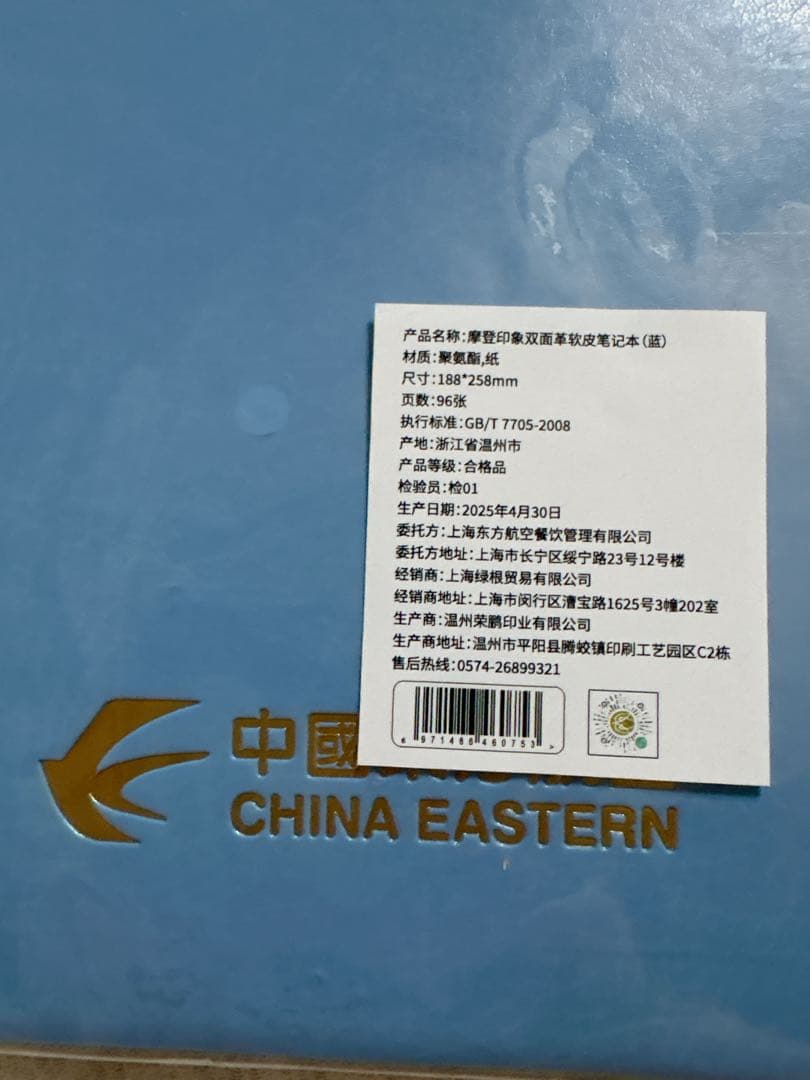 产品名称:摩登印象双面革软皮笔记本(蓝)
材质:聚氨酯,纸
尺寸:188*258mm
页数:96张
执行标准:GB/T 7705-2008
产地:浙江省温州市
产品等级:合格品
检验员:检01
生产日期:2025年4月30日
委托方:上海东方航空餐饮管理有限公司
委托方地址:上海市长宁区绥宁路23号12号楼
经销商:上海绿根贸易有限公司
经销商地址:上海市闵行区漕宝路1625号3幢202室
生产商:温州荣鹏印业有限公司
生产商地址:温州市平阳县腾蛟镇印刷工艺园区C2栋
售后热线:0574-26899321
6 971488 460753 >
中國
CHINA EASTERN